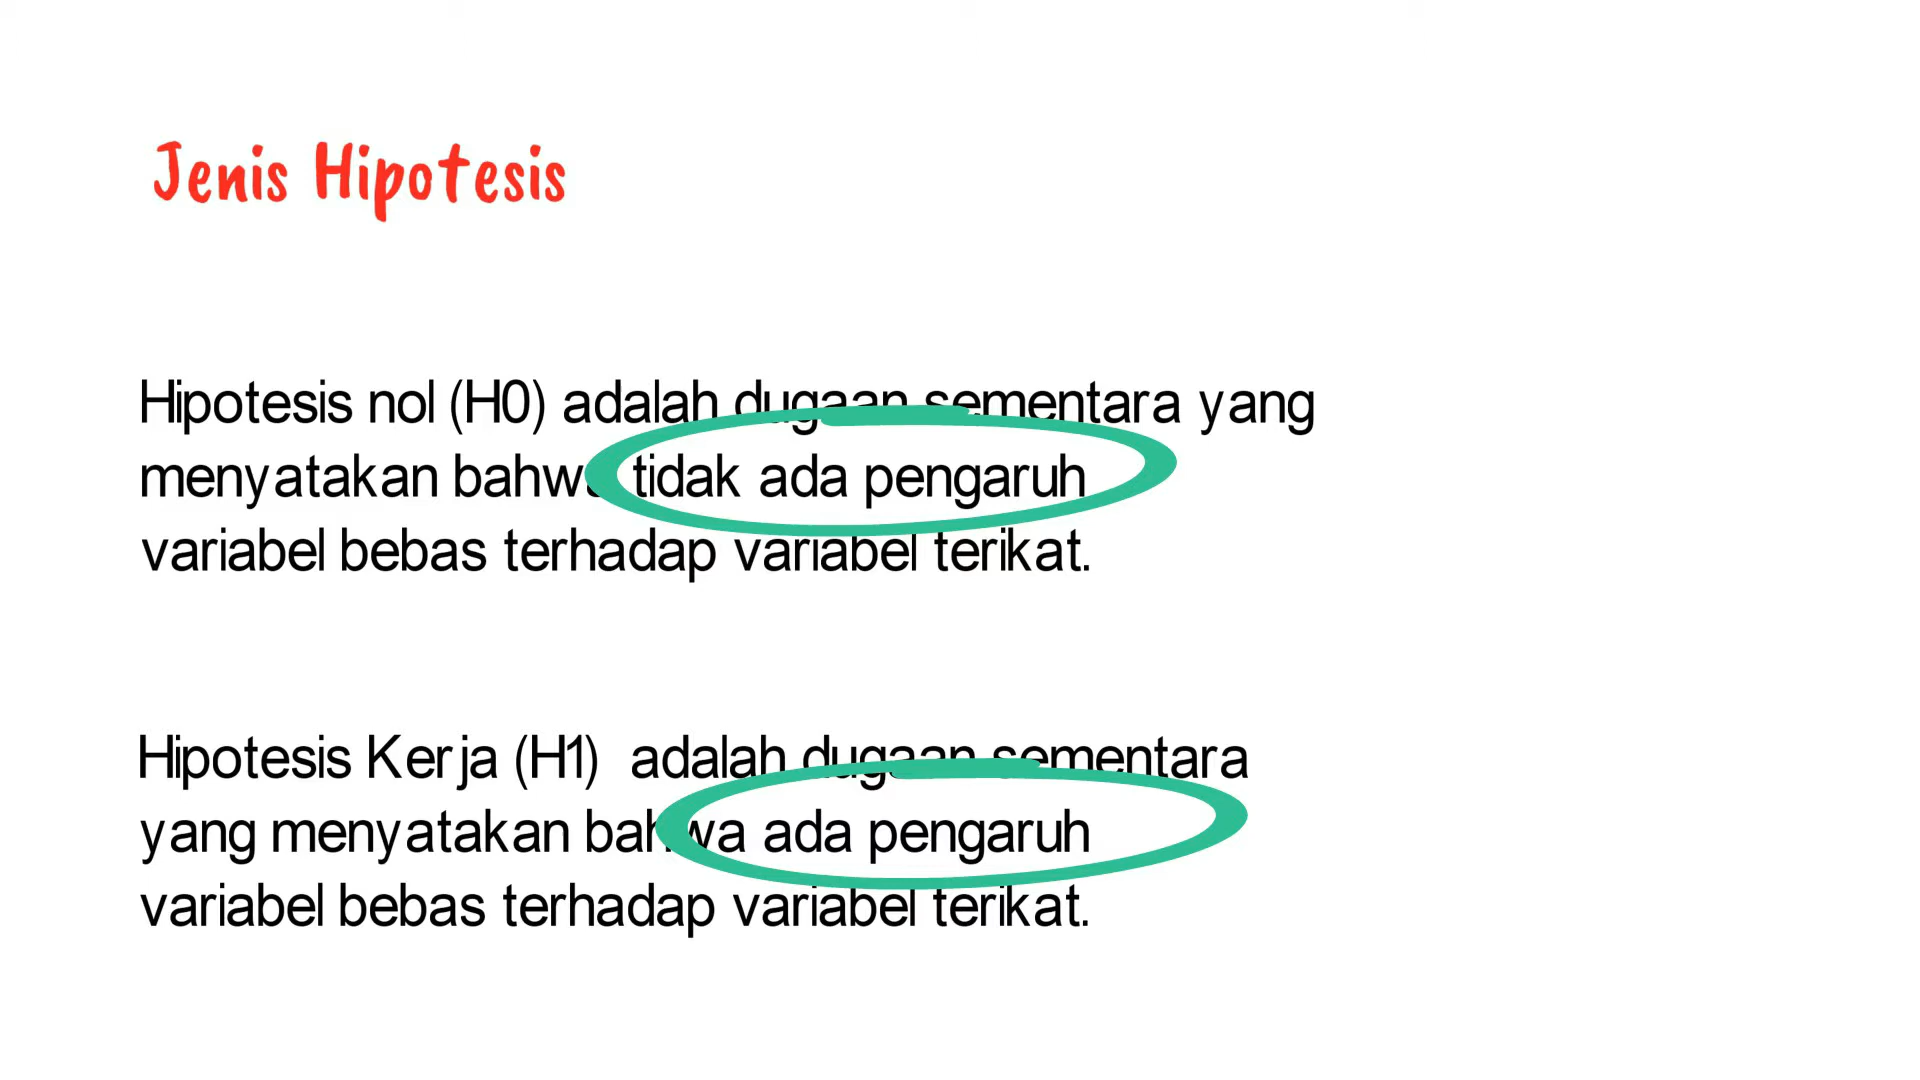 Jenis Hipotesis
Hipotesis nol (H0) adalah dugaan sementara yang
menyatakan bahwa tidak ada pengaruh
variabel bebas terhadap variabel terikat.
Hipotesis Kerja (H1) adalah dugaan sementara
yang menyatakan bahwa ada pengaruh
variabel bebas terhadap variabel terikat.